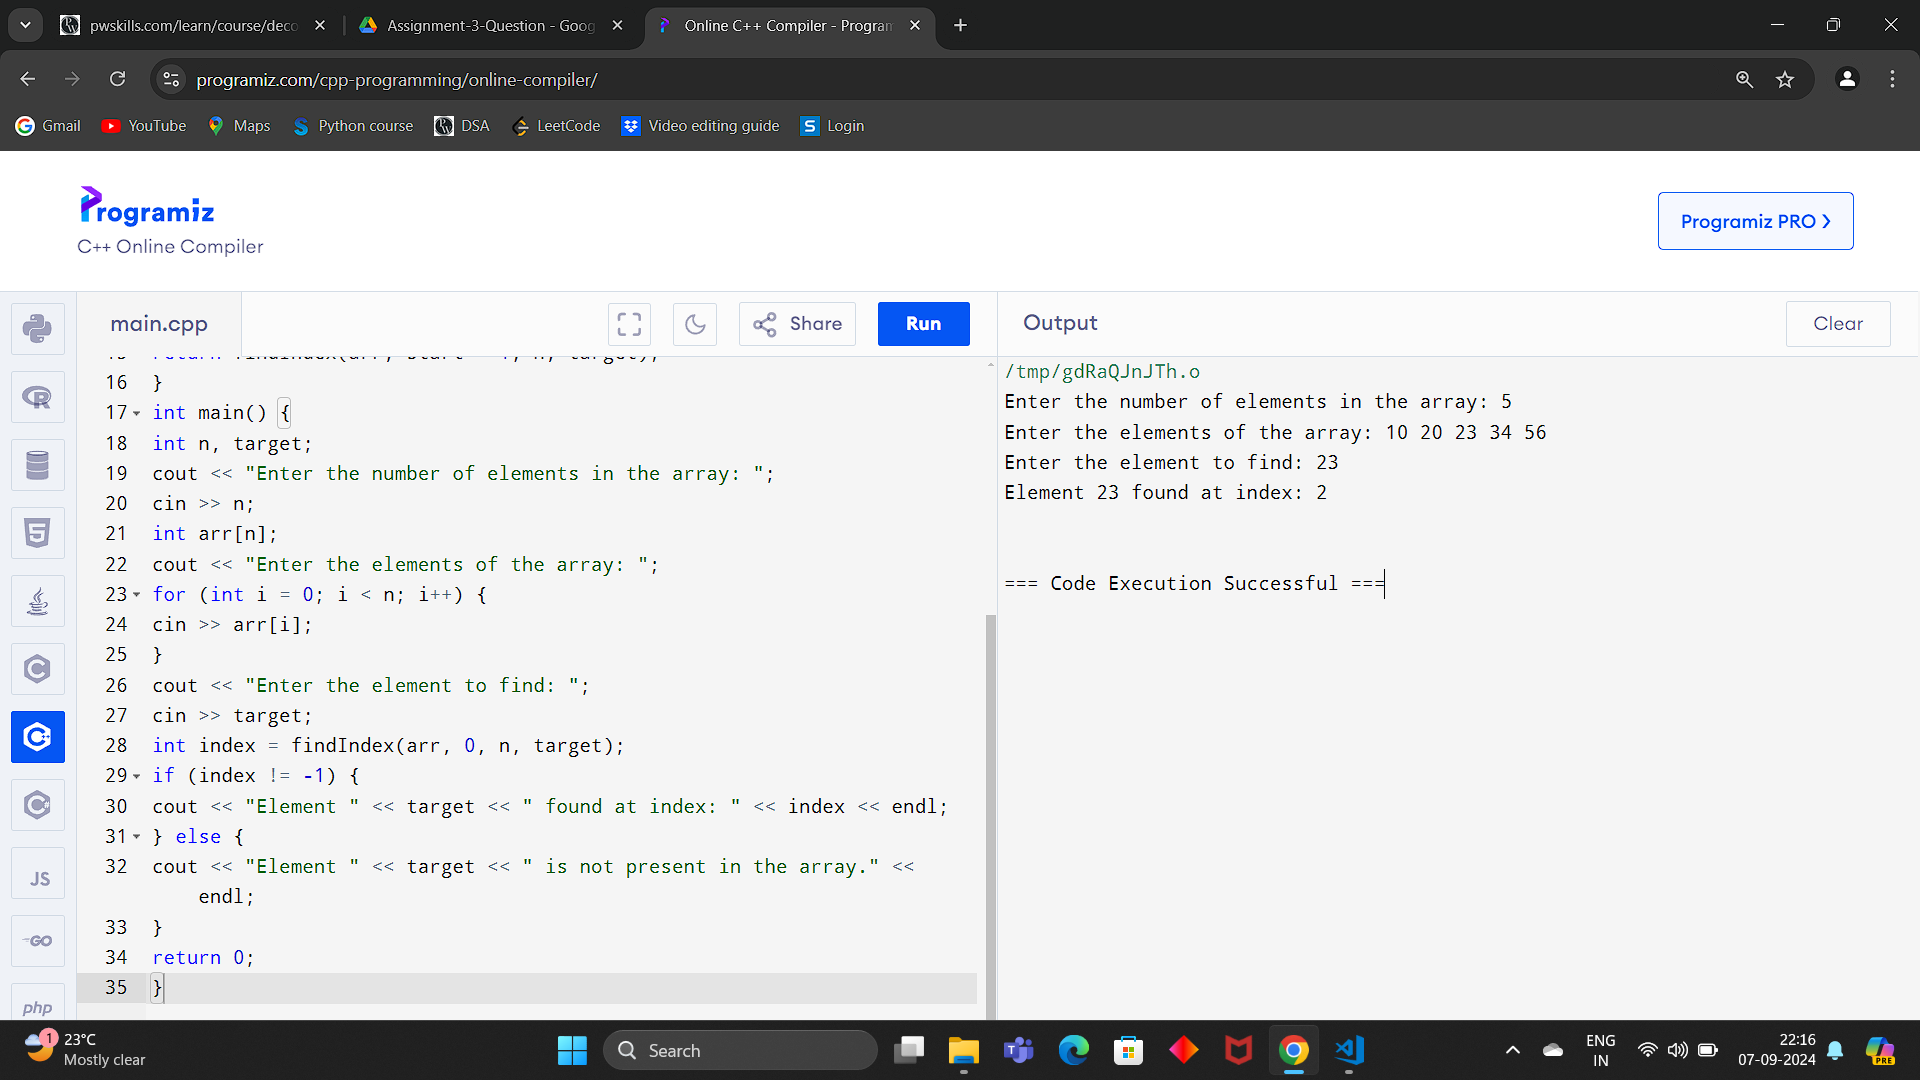 pwskills.com/learn/course/deco
Assignment-3-Question - Goog
Online C++ Compiler - Program
programiz.com/cpp-programming/online-compiler/
Gmail
YouTube
Maps
Python course
DSA
LeetCode
Video editing guide
S Login
Programiz
C++ Online Compiler
Programiz PRO >
main.cpp
Share
Run
Output
Clear
16 }
17 int main() {
18 int n, target;
19 cout << "Enter the number of elements in the array: ";
20 cin >> n;
21 int arr[n];
22 cout << "Enter the elements of the array: ";
23 for (int i = 0; i < n; i++) {
24 cin >> arr[i];
25 }
26 cout << "Enter the element to find: ";
27 cin >> target;
28 int index = findIndex(arr, 0, n, target);
29 if (index != -1) {
30 cout << "Element " << target << " found at index: " << index << endl;
31 } else {
32 cout << "Element " << target << " is not present in the array." <<
endl;
33 }
34 return 0;
35 }
/tmp/gdRaQJnJTh.o
Enter the number of elements in the array: 5
Enter the elements of the array: 10 20 23 34 56
Enter the element to find: 23
Element 23 found at index: 2
=== Code Execution Successful ===
R
5
C
C+
C#
JS
GO
php
1
23°C
Mostly clear
Search
ENG
IN
22:16
07-09-2024
PRE